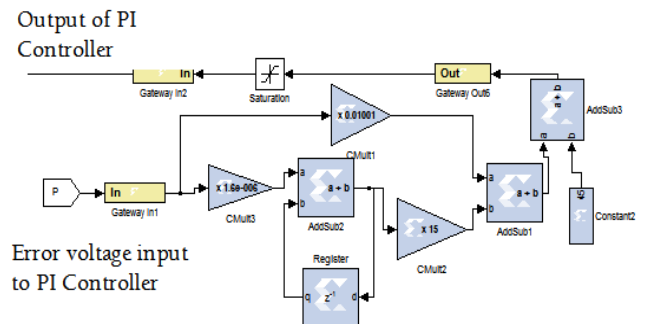 Output of PI
Controller
In
Gateway In2
Saturation
Out
Gateway Out6
a + b
a
b
AddSub3
x 0.01001
CMult1
P
In
Gateway In1
x 1.6e-006
CMult3
a
b
a + b
AddSub2
x 15
CMult2
a
b
a + b
AddSub1
Constant2
Error voltage input
to PI Controller
Register
q
z⁻¹
d